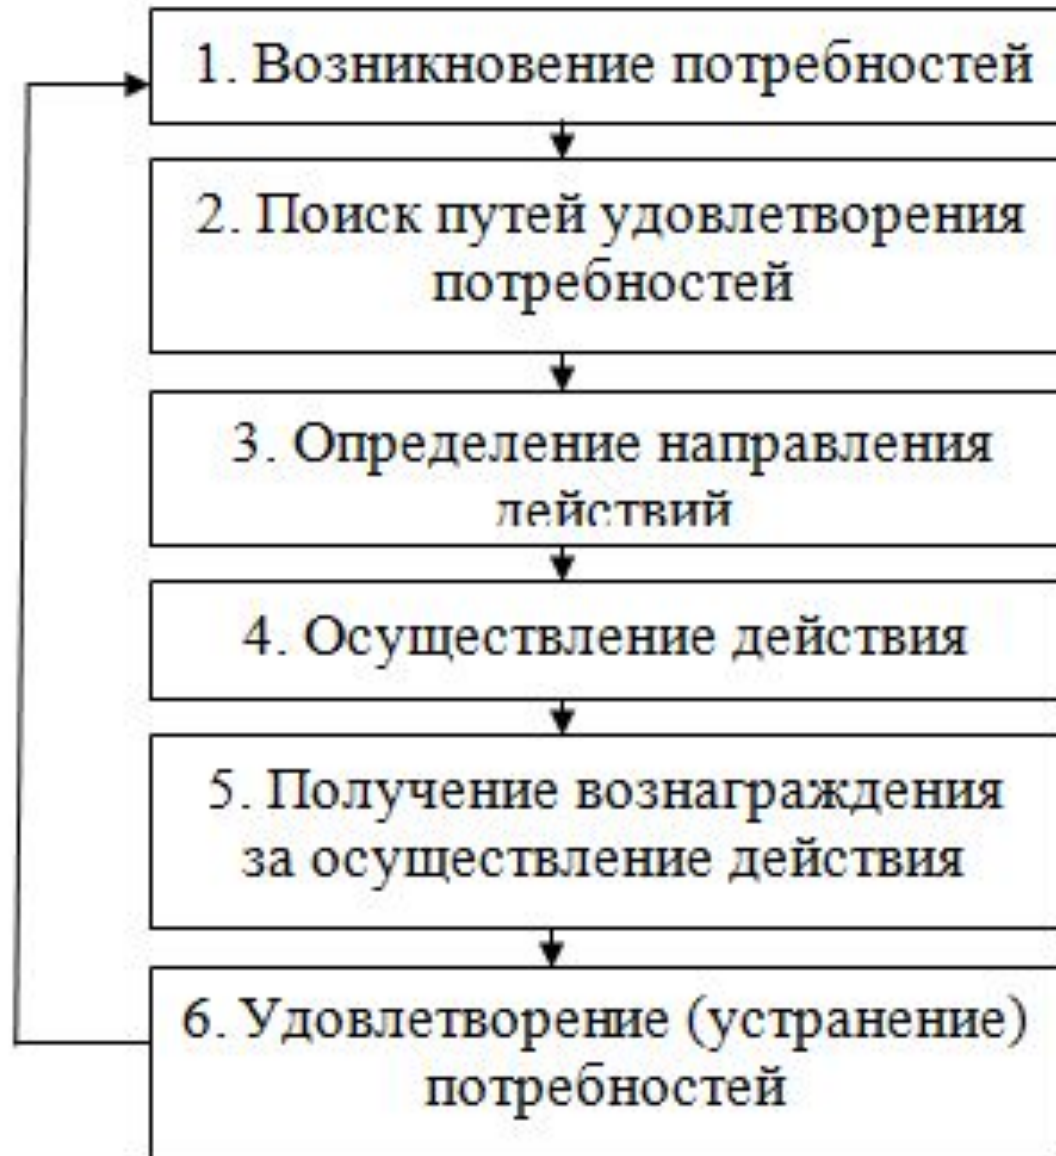 1. Возникновение потребностей
2. Поиск путей удовлетворения
потребностей
3. Определение направления
действий
4. Осуществление действия
5. Получение вознаграждения
за осуществление действия
6. Удовлетворение (устранение)
потребностей